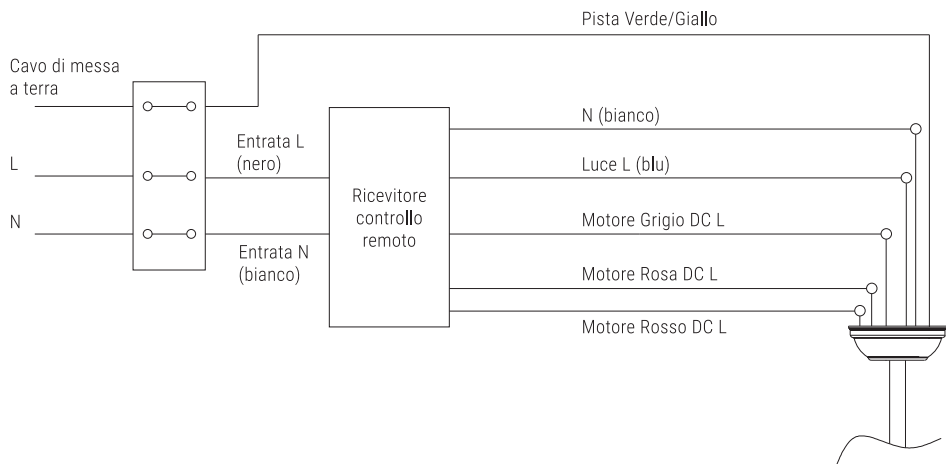 Pista Verde/Giallo
Cavo di messa
a terra
L
N
Entrata L
(nero)
Entrata N
(bianco)
Ricevitore
controllo
remoto
N (bianco)
Luce L (blu)
Motore Grigio DC L
Motore Rosa DC L
Motore Rosso DC L